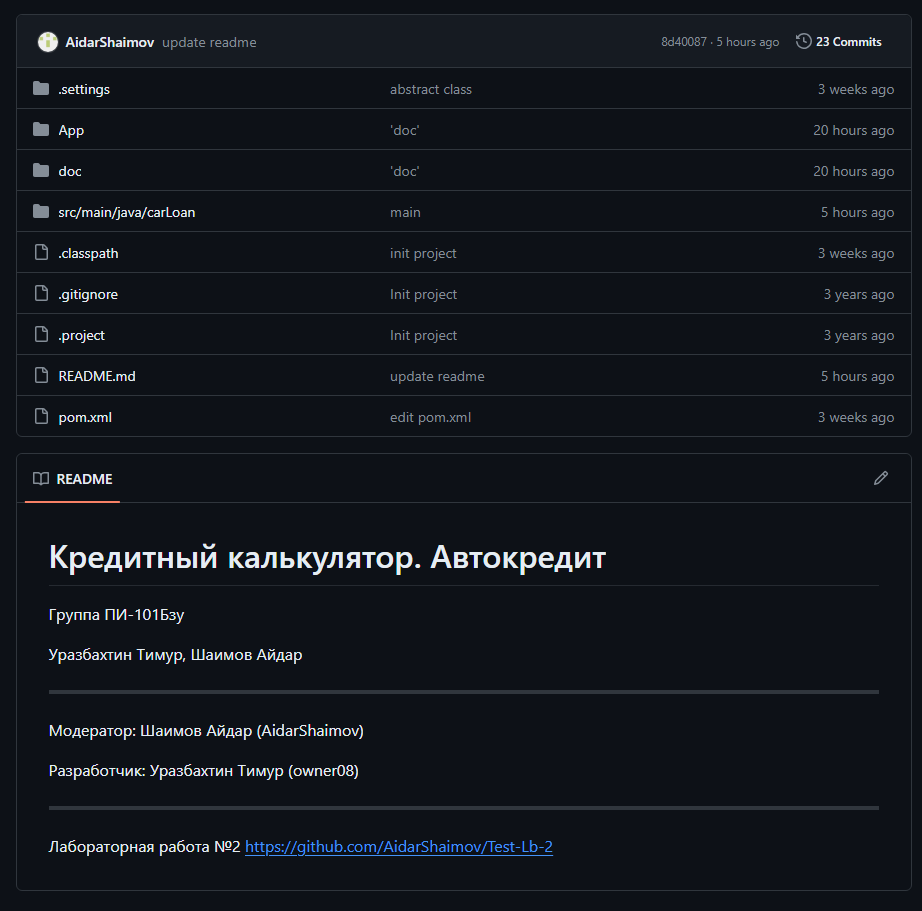 AidarShaimov update readme 8d40087 · 5 hours ago 23 Commits
.settings abstract class 3 weeks ago
App 'doc' 20 hours ago
doc 'doc' 20 hours ago
src/main/java/carLoan main 5 hours ago
.classpath init project 3 weeks ago
.gitignore Init project 3 years ago
.project Init project 3 years ago
README.md update readme 5 hours ago
pom.xml edit pom.xml 3 weeks ago
README
Кредитный калькулятор. Автокредит
Группа ПИ-101Бзу
Уразбахтин Тимур, Шаимов Айдар
Модератор: Шаимов Айдар (AidarShaimov)
Разработчик: Уразбахтин Тимур (owner08)
Лабораторная работа №2 https://github.com/AidarShaimov/Test-Lb-2